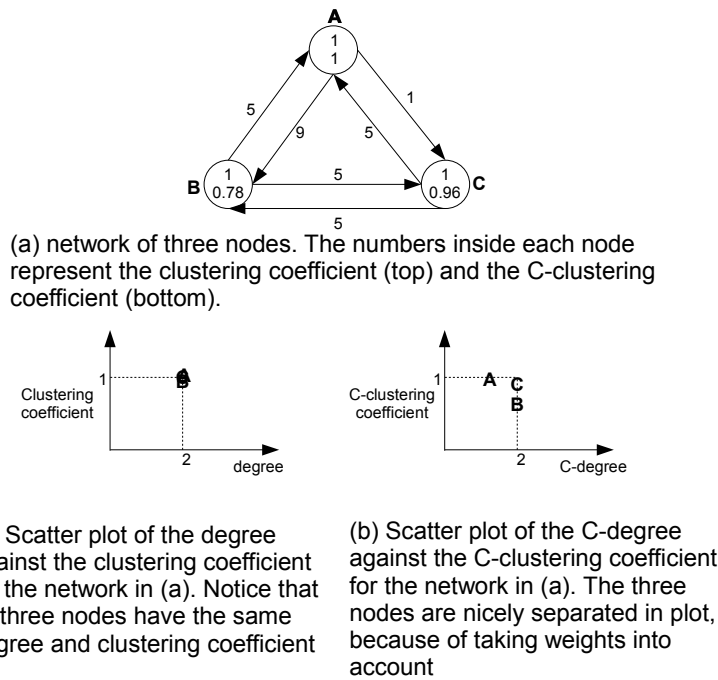 A
1
1
5
1
9
5
B
1
0.78
5
1
0.96
C
5
(a) network of three nodes. The numbers inside each node
represent the clustering coefficient (top) and the C-clustering
coefficient (bottom).
1
Clustering
coefficient
A
B
2
degree
1
C-clustering
coefficient
A
C
B
2
C-degree
Scatter plot of the degree
ainst the clustering coefficient
the network in (a). Notice that
three nodes have the same
gree and clustering coefficient
(b) Scatter plot of the C-degree
against the C-clustering coefficient
for the network in (a). The three
nodes are nicely separated in plot,
because of taking weights into
account